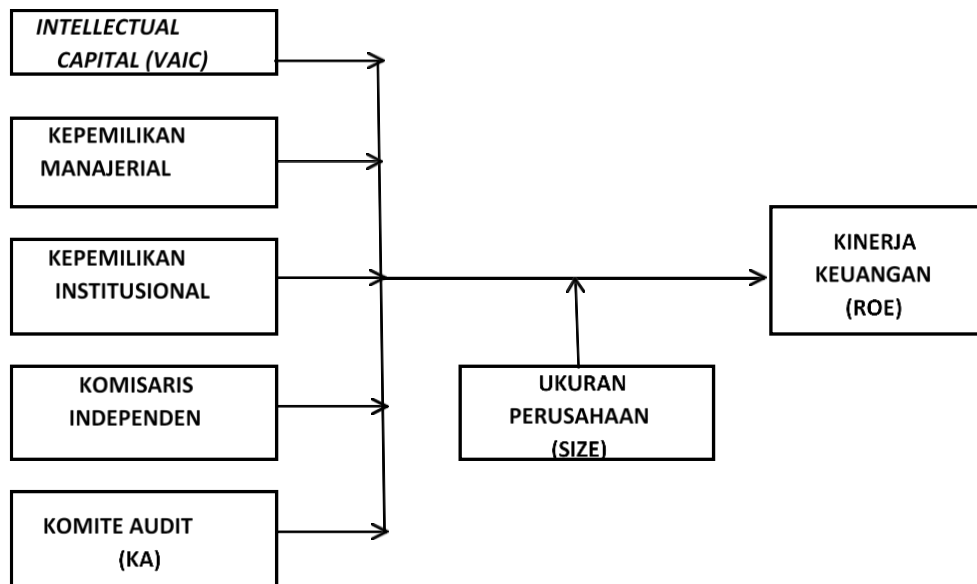 INTELLECTUAL
CAPITAL (VAIC)
KEPEMILIKAN
MANAJERIAL
KEPEMILIKAN
INSTITUSIONAL
KOMISARIS
INDEPENDEN
KOMITE AUDIT
(KA)
UKURAN
PERUSAHAAN
(SIZE)
KINERJA
KEUANGAN
(ROE)